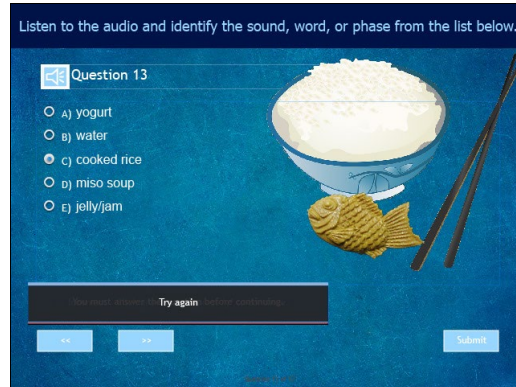 Listen to the audio and identify the sound, word, or phase from the list below.
Question 13
A) yogurt
B) water
C) cooked rice
D) miso soup
E) jelly/jam
Try again
<< >>
Submit